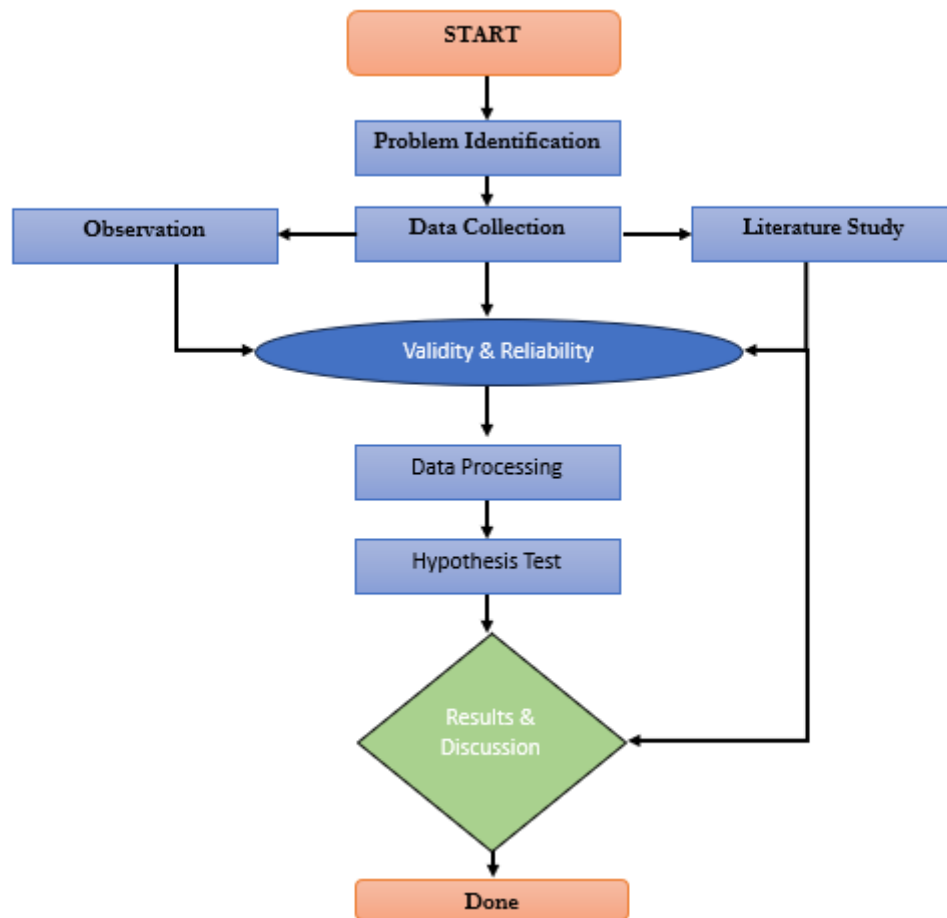 START
Problem Identification
Observation
Data Collection
Literature Study
Validity & Reliability
Data Processing
Hypothesis Test
Results &
Discussion
Done